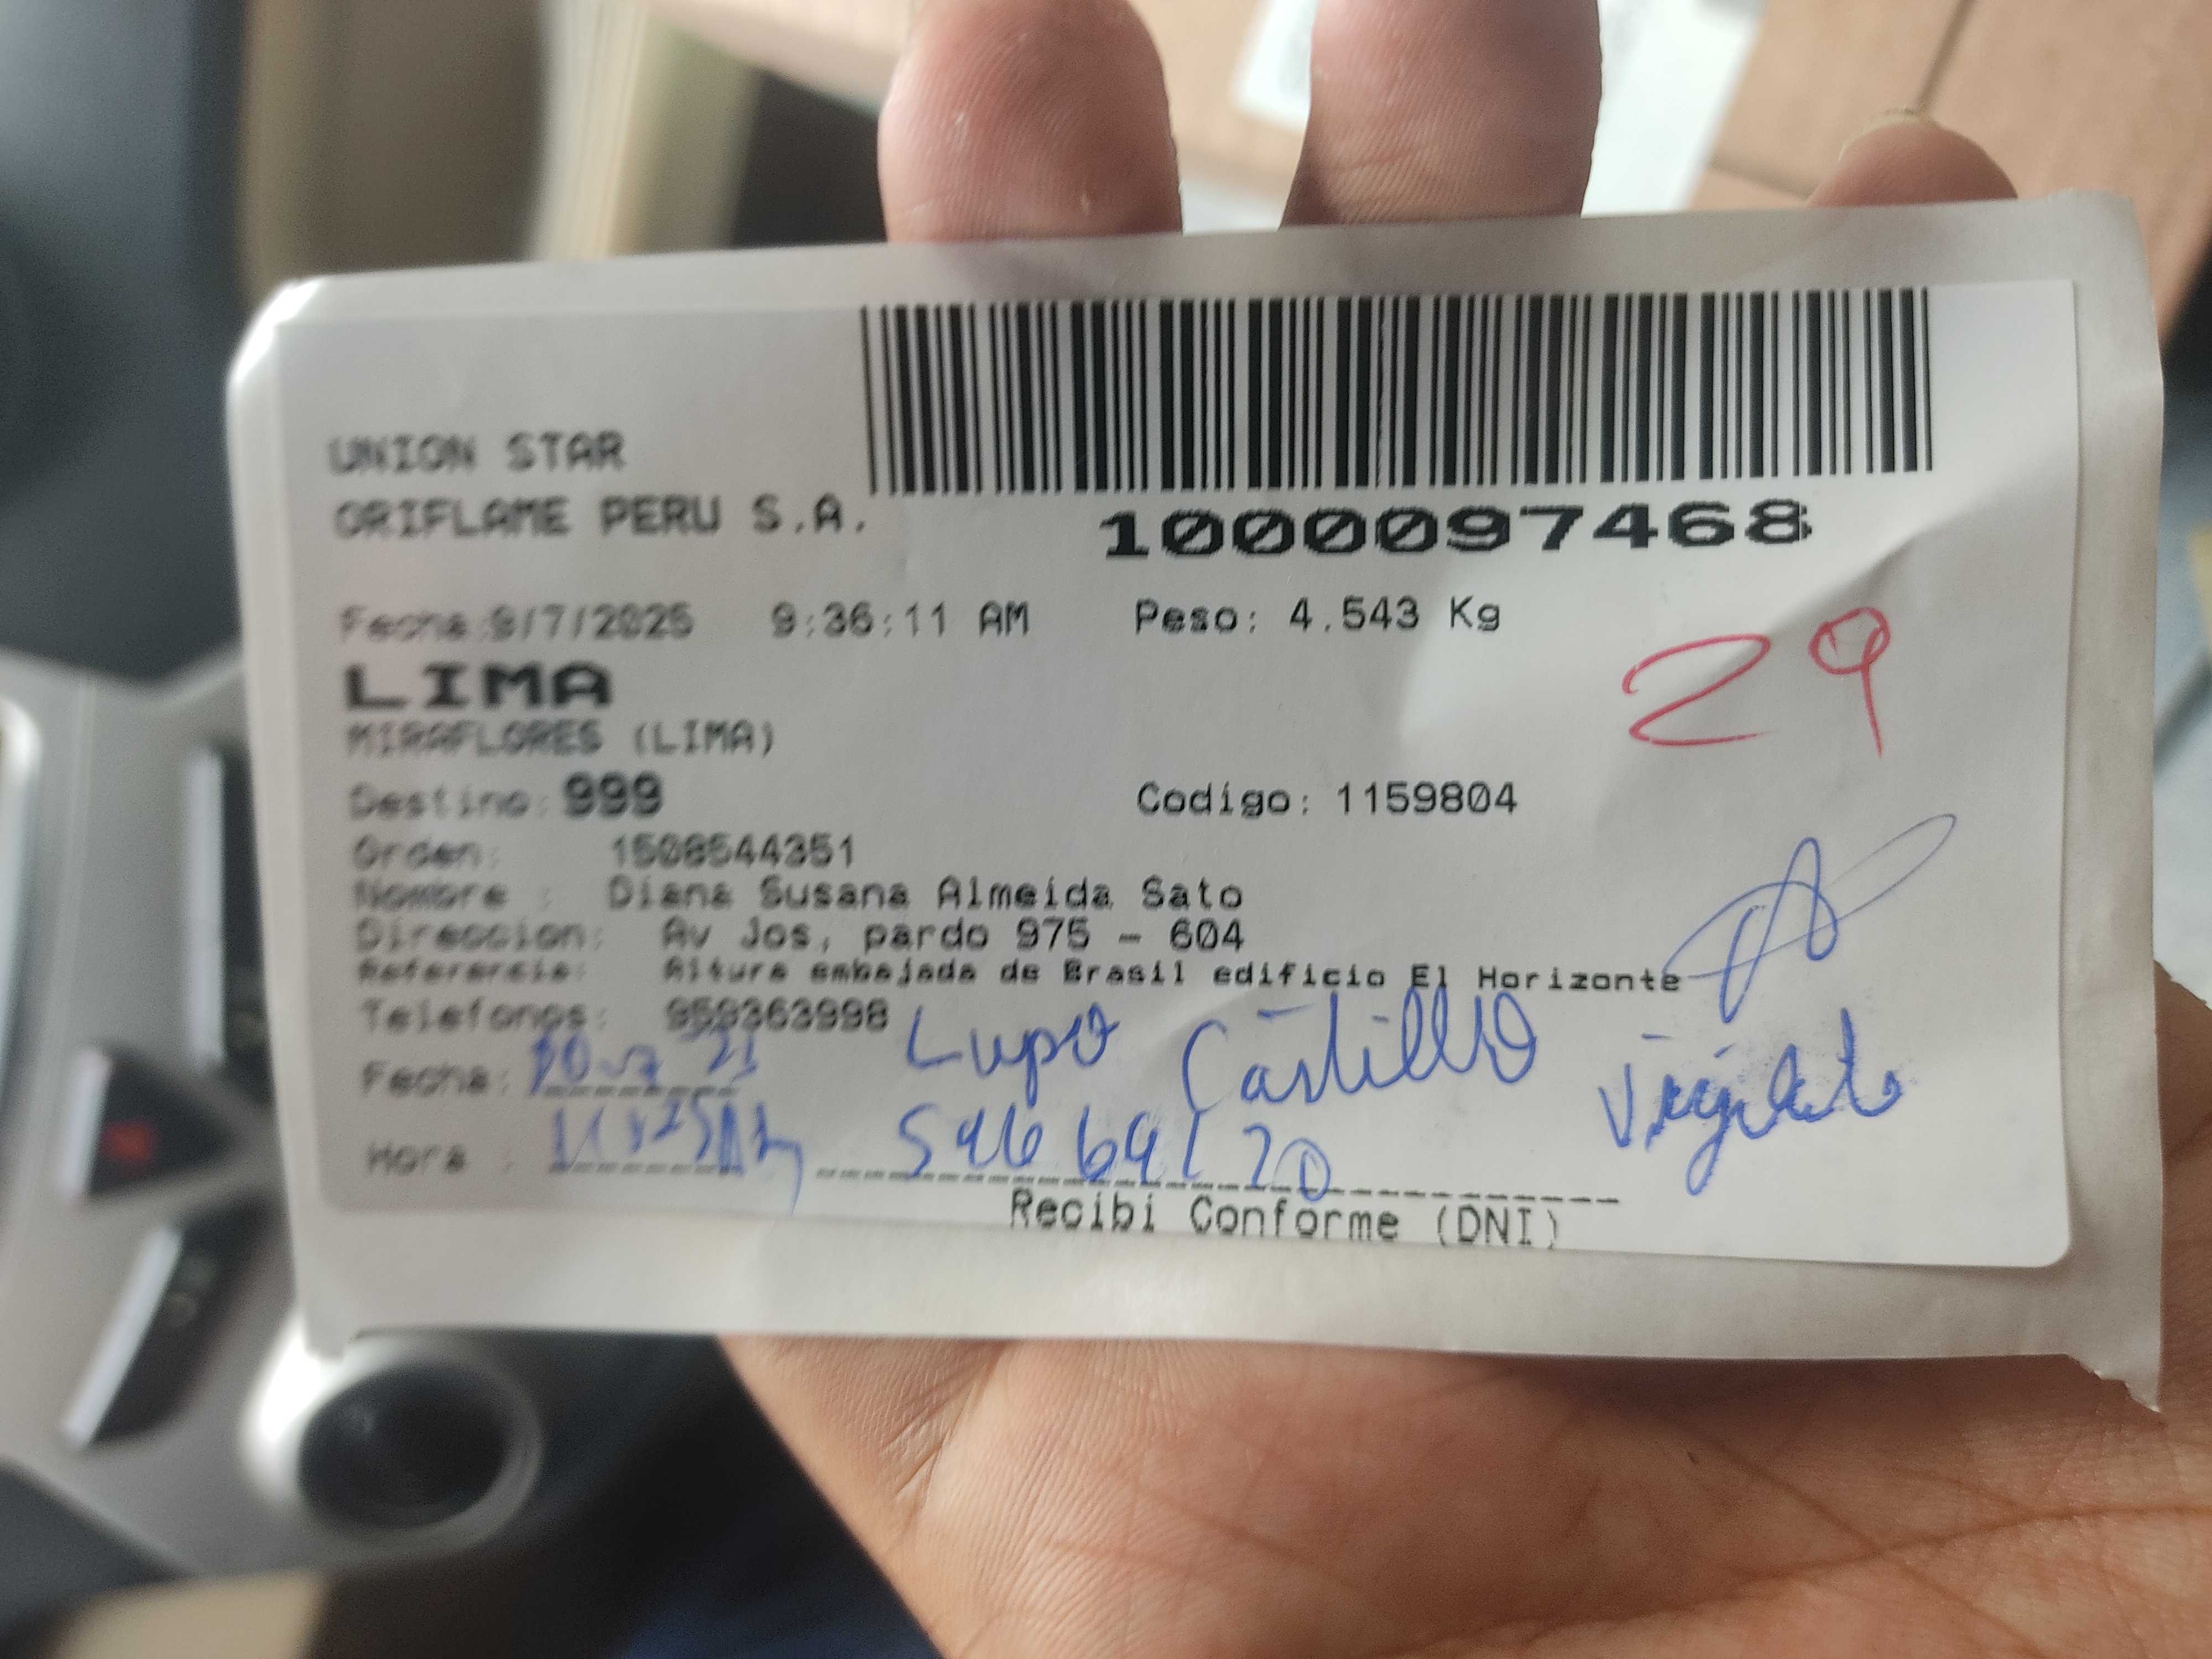 UNION STAR
ORIFLAME PERU S.A.
1000097468
Fecha:9/7/2025 9:36:11 AM Peso: 4.543 Kg
29
LIMA
MIRAFLORES (LIMA)
Destino: 999 Codigo: 1159804
Orden: 1508544351
Nombre : Diana Susana Almeida Sato
Direccion: Av Jos, pardo 975 - 604
Referencia: Altura embajada de Brasil edificio El Horizonte
Telefonos: 959363998
Fecha: Lupo Castillo
Hora :
Recibi Conforme (DNI)